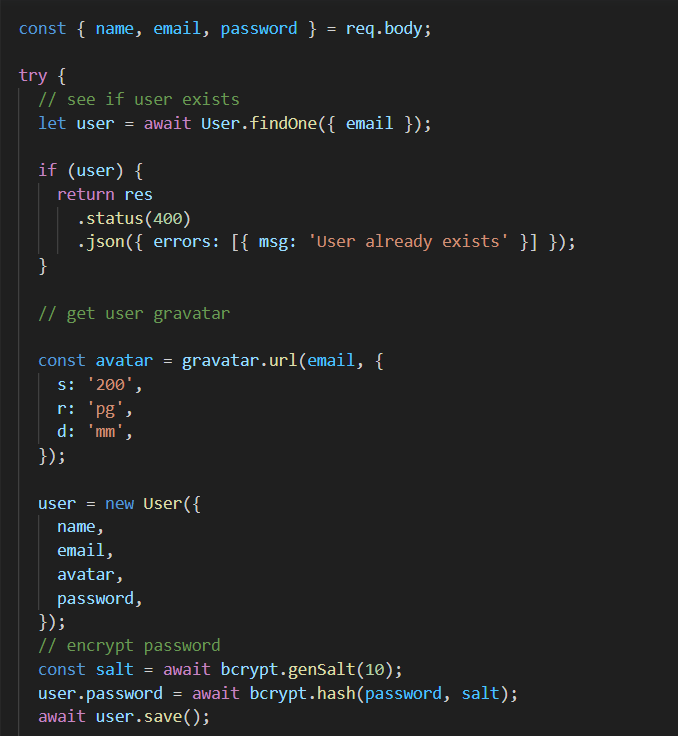 const { name, email, password } = req.body;
try {
// see if user exists
let user = await User.findOne({ email });
if (user) {
return res
.status(400)
.json({ errors: [{ msg: 'User already exists' }] });
}
// get user gravatar
const avatar = gravatar.url(email, {
s: '200',
r: 'pg',
d: 'mm',
});
user = new User({
name,
email,
avatar,
password,
});
// encrypt password
const salt = await bcrypt.genSalt(10);
user.password = await bcrypt.hash(password, salt);
await user.save();